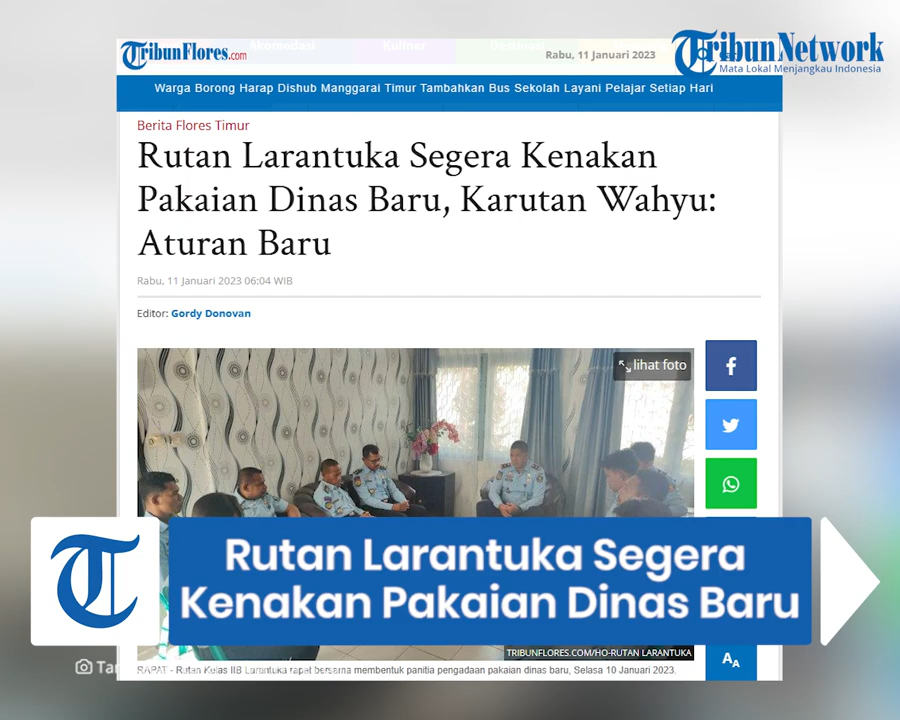 TribunFlores.com
Akomodasi
Kuliner
Rabu, 11 Januari 2023
Tribun Network
Mata Lokal Menjangkau Indonesia
Warga Borong Harap Dishub Manggarai Timur Tambahkan Bus Sekolah Layani Pelajar Setiap Hari
Berita Flores Timur
Rutan Larantuka Segera Kenakan
Pakaian Dinas Baru, Karutan Wahyu:
Aturan Baru
Rabu, 11 Januari 2023 06:04 WIB
Editor: Gordy Donovan
lihat foto
Rutan Larantuka Segera
Kenakan Pakaian Dinas Baru
TRIBUNFLORES.COM/HO-RUTAN LARANTUKA
RAPAT - Rutan Kelas IIB Larantuka rapat bersama membentuk panitia pengadaan pakaian dinas baru, Selasa 10 Januari 2023.
AA